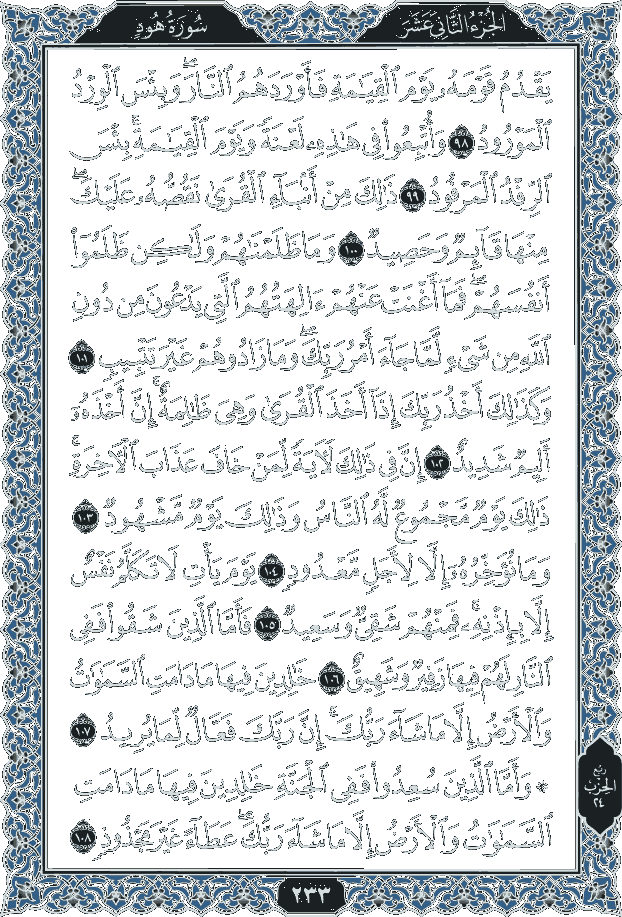 الجُزْءُ الثَّانِي عَشَرَ
سُورَةُ هُودٍ
يَقْدُمُ قَوْمَهُۥ يَوْمَ ٱلْقِيَٰمَةِ فَأَوْرَدَهُمُ ٱلنَّارَ ۖ وَبِئْسَ ٱلْوِرْدُ
ٱلْمَوْرُودُ ٩٨ وَأُتْبِعُوا۟ فِى هَٰذِهِۦ لَعْنَةً وَيَوْمَ ٱلْقِيَٰمَةِ ۚ بِئْسَ
ٱلرِّفْدُ ٱلْمَرْفُودُ ٩٩ ذَٰلِكَ مِنْ أَنۢبَآءِ ٱلْقُرَىٰ نَقُصُّهُۥ عَلَيْكَ ۖ
مِنْهَا قَآئِمٌ وَحَصِيدٌ ١٠٠ وَمَا ظَلَمْنَٰهُمْ وَلَٰكِن ظَلَمُوٓا۟
أَنفُسَهُمْ ۖ فَمَآ أَغْنَتْ عَنْهُمْ ءَالِهَتُهُمُ ٱلَّتِى يَدْعُونَ مِن دُونِ
ٱللَّهِ مِن شَىْءٍ لَّمَّا جَآءَ أَمْرُ رَبِّكَ ۖ وَمَا زَادُوهُمْ غَيْرَ تَتْبِيبٍ ١٠١
وَكَذَٰلِكَ أَخْذُ رَبِّكَ إِذَآ أَخَذَ ٱلْقُرَىٰ وَهِىَ ظَٰلِمَةٌ ۚ إِنَّ أَخْذَهُۥٓ
أَلِيمٌ شَدِيدٌ ١٠٢ إِنَّ فِى ذَٰلِكَ لَءَايَةً لِّمَنْ خَافَ عَذَابَ ٱلْءَاخِرَةِ ۚ
ذَٰلِكَ يَوْمٌ مَّجْمُوعٌ لَّهُ ٱلنَّاسُ وَذَٰلِكَ يَوْمٌ مَّشْهُودٌ ١٠٣
وَمَا نُؤَخِّرُهُۥٓ إِلَّا لِأَجَلٍ مَّعْدُودٍ ١٠٤ يَوْمَ يَأْتِ لَا تَكَلَّمُ نَفْسٌ
إِلَّا بِإِذْنِهِۦ ۚ فَمِنْهُمْ شَقِىٌّ وَسَعِيدٌ ١٠٥ فَأَمَّا ٱلَّذِينَ شَقُوا۟ فَفِى
ٱلنَّارِ لَهُمْ فِيهَا زَفِيرٌ وَشَهِيقٌ ١٠٦ خَٰلِدِينَ فِيهَا مَا دَامَتِ ٱلسَّمَٰوَٰتُ
وَٱلْأَرْضُ إِلَّا مَا شَآءَ رَبُّكَ ۚ إِنَّ رَبَّكَ فَعَّالٌ لِّمَا يُرِيدُ ١٠٧
۞ وَأَمَّا ٱلَّذِينَ سُعِدُوا۟ فَفِى ٱلْجَنَّةِ خَٰلِدِينَ فِيهَا مَا دَامَتِ
ٱلسَّمَٰوَٰتُ وَٱلْأَرْضُ إِلَّا مَا شَآءَ رَبُّكَ ۖ عَطَآءً غَيْرَ مَجْذُوذٍ ١٠٨
ربع
الحزب
٢٤
٢٣٣